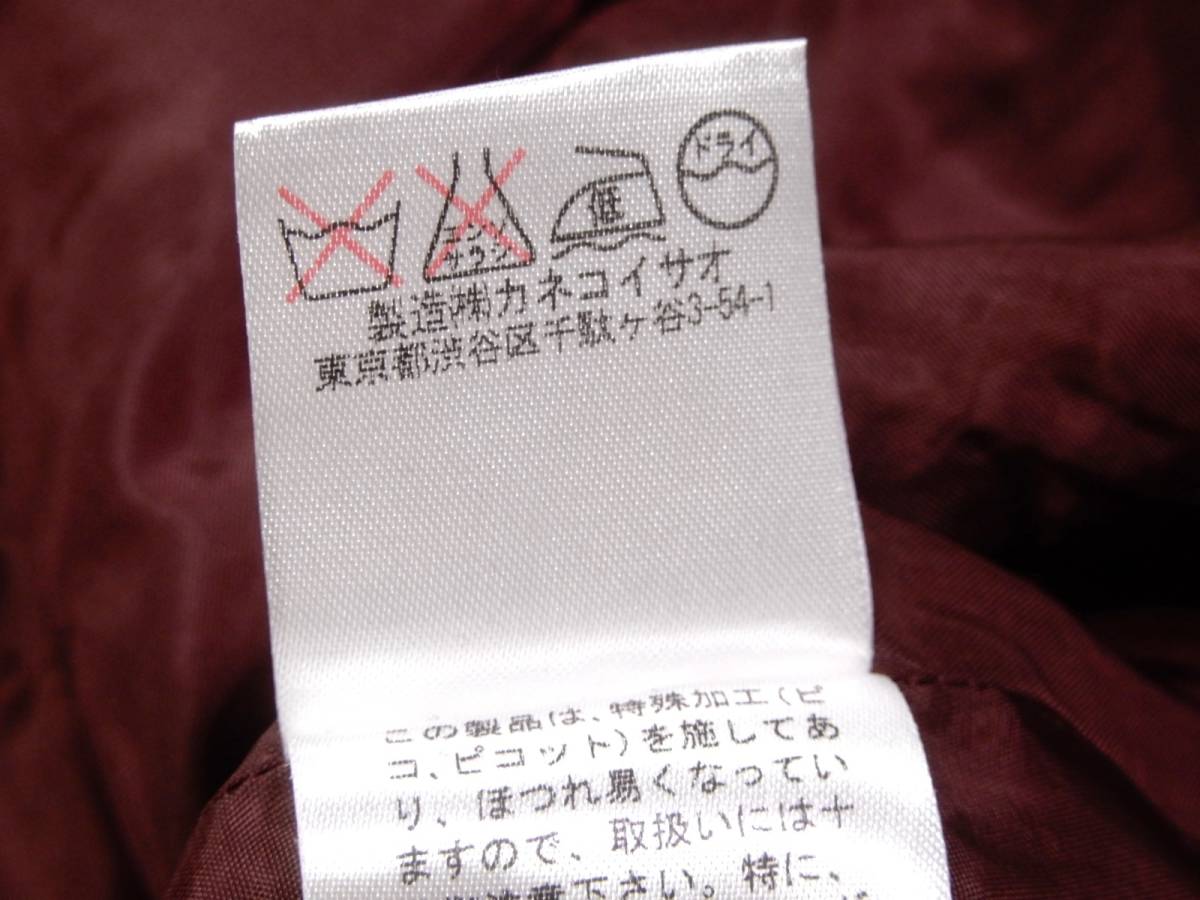 ドライ
低
エンソ
サラシ
製造㈱カネコイサオ
東京都渋谷区千駄ヶ谷3-54-1
この製品は、特殊加工(ピ
コ、ピコット)を施してあ
り、ほつれ易くなってい
ますので、取扱いには十
注意下さい。特に、